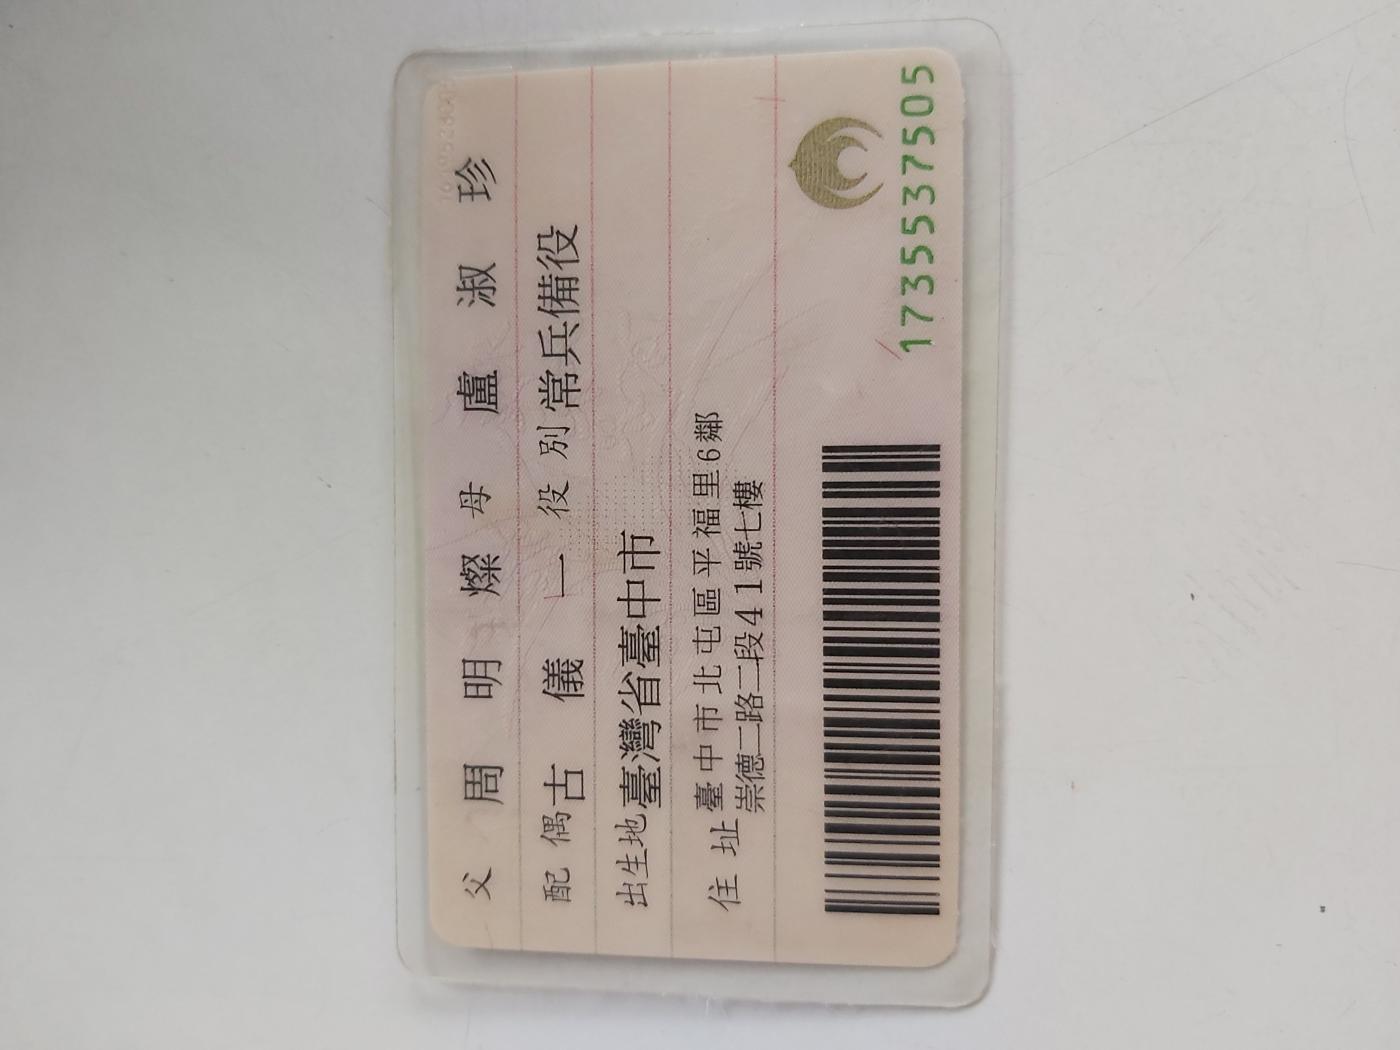 父 周明燦 母 盧淑珍
配偶 古儀一 役別 常兵備役
出生地 臺灣省臺中市
住址 臺中市北屯區平福里6鄰
崇德二路二段41號七樓
1735537505